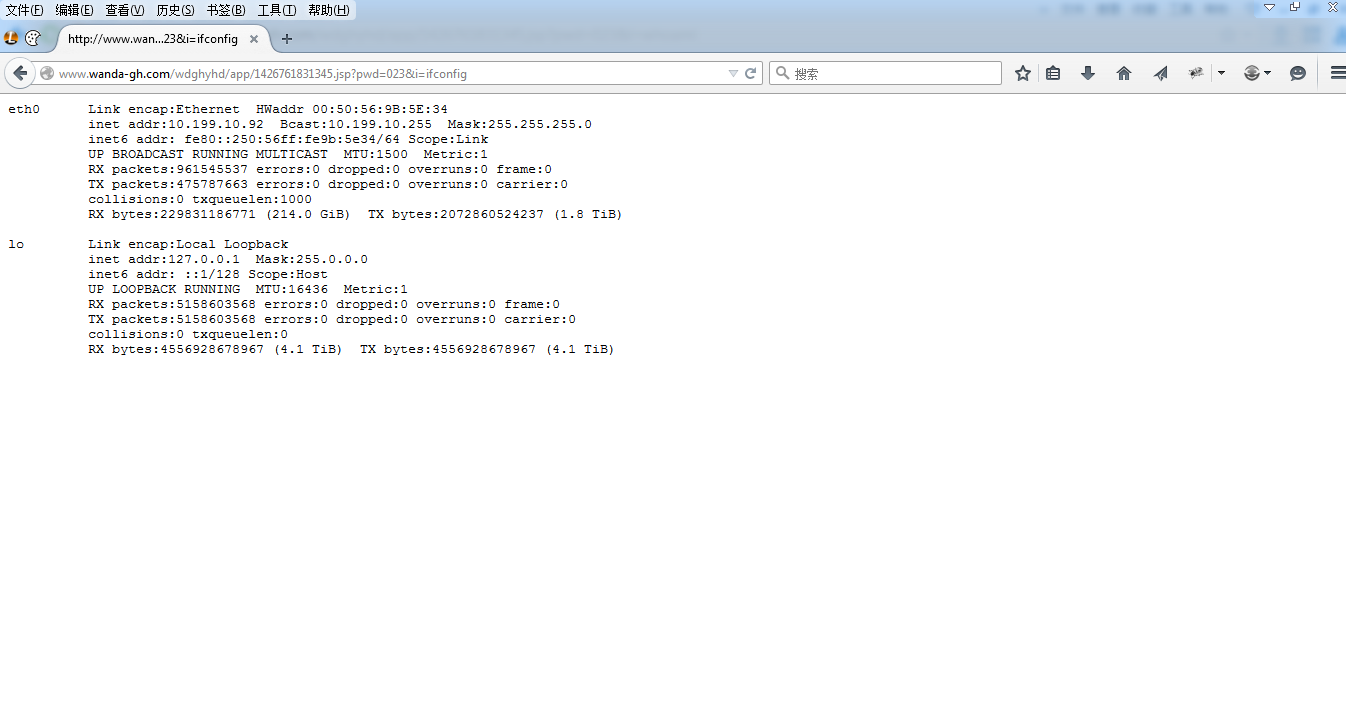 文件(F) 编辑(E) 查看(V) 历史(S) 书签(B) 工具(T) 帮助(H)
http://www.wan...23&i=ifconfig
www.wanda-gh.com/wdghyhd/app/1426761831345.jsp?pwd=023&i=ifconfig
搜索
eth0      Link encap:Ethernet  HWaddr 00:50:56:9B:5E:34
          inet addr:10.199.10.92  Bcast:10.199.10.255  Mask:255.255.255.0
          inet6 addr: fe80::250:56ff:fe9b:5e34/64 Scope:Link
          UP BROADCAST RUNNING MULTICAST  MTU:1500  Metric:1
          RX packets:961545537 errors:0 dropped:0 overruns:0 frame:0
          TX packets:475787663 errors:0 dropped:0 overruns:0 carrier:0
          collisions:0 txqueuelen:1000
          RX bytes:229831186771 (214.0 GiB)  TX bytes:2072860524237 (1.8 TiB)
lo        Link encap:Local Loopback
          inet addr:127.0.0.1  Mask:255.0.0.0
          inet6 addr: ::1/128 Scope:Host
          UP LOOPBACK RUNNING  MTU:16436  Metric:1
          RX packets:5158603568 errors:0 dropped:0 overruns:0 frame:0
          TX packets:5158603568 errors:0 dropped:0 overruns:0 carrier:0
          collisions:0 txqueuelen:0
          RX bytes:4556928678967 (4.1 TiB)  TX bytes:4556928678967 (4.1 TiB)